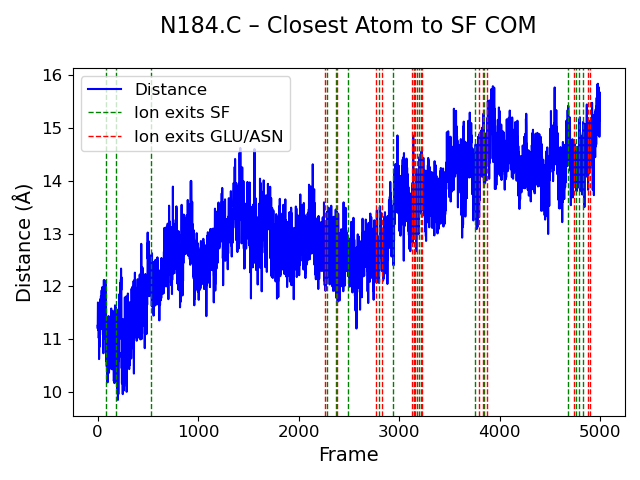 N184.C – Closest Atom to SF COM
Distance
Ion exits SF
Ion exits GLU/ASN
16
15
14
13
12
11
10
Distance (Å)
0 1000 2000 3000 4000 5000
Frame